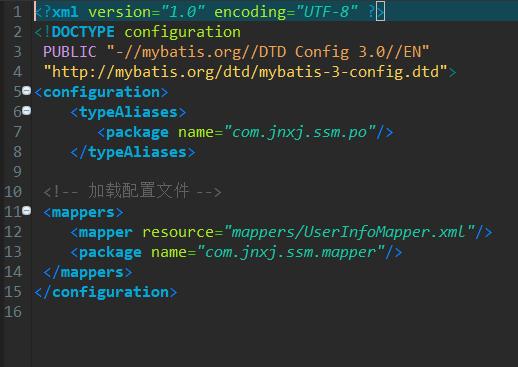 1 <?xml version="1.0" encoding="UTF-8" ?>
2 <!DOCTYPE configuration
3 PUBLIC "-//mybatis.org//DTD Config 3.0//EN"
4 "http://mybatis.org/dtd/mybatis-3-config.dtd">
5 <configuration>
6 <typeAliases>
7 <package name="com.jnxj.ssm.po"/>
8 </typeAliases>
9
10 <!-- 加载配置文件 -->
11 <mappers>
12 <mapper resource="mappers/UserInfoMapper.xml"/>
13 <package name="com.jnxj.ssm.mapper"/>
14 </mappers>
15 </configuration>
16